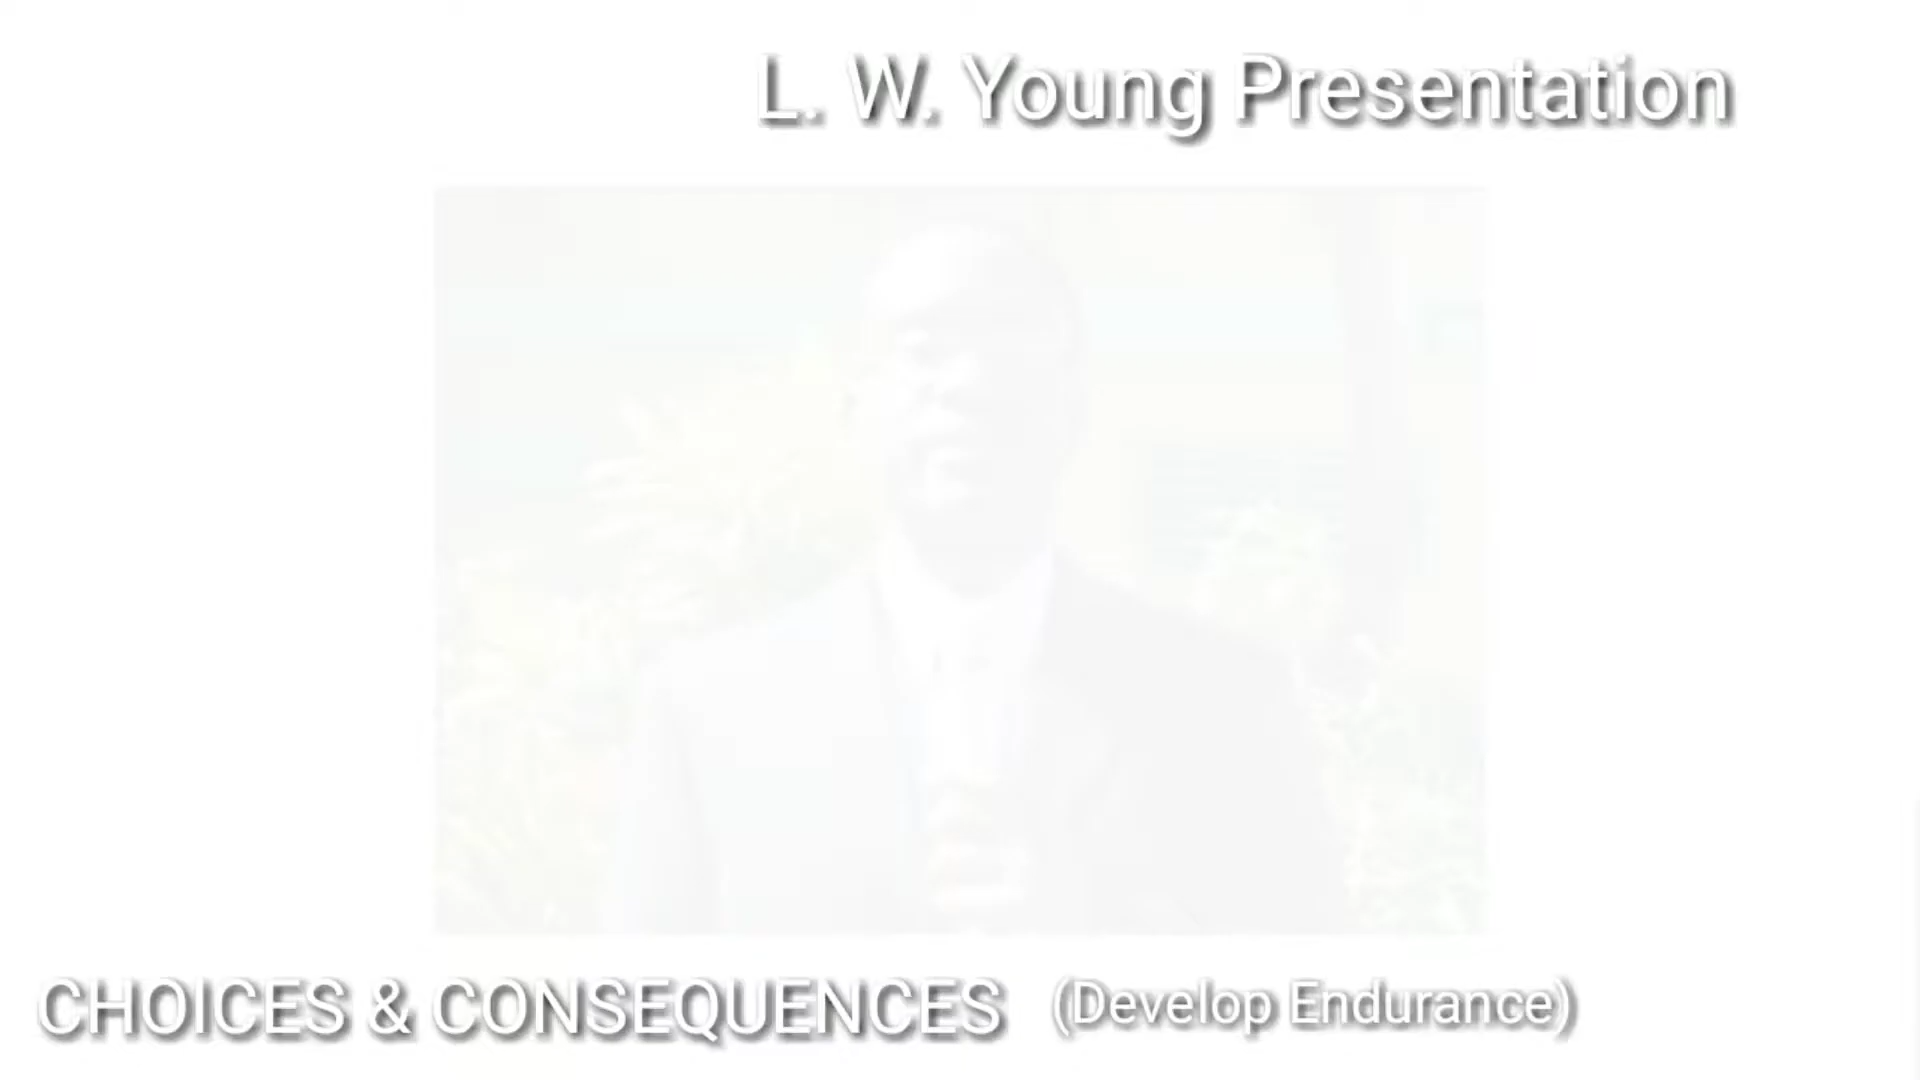 L. W. Young Presentation
CHOICES & CONSEQUENCES (Develop Endurance)